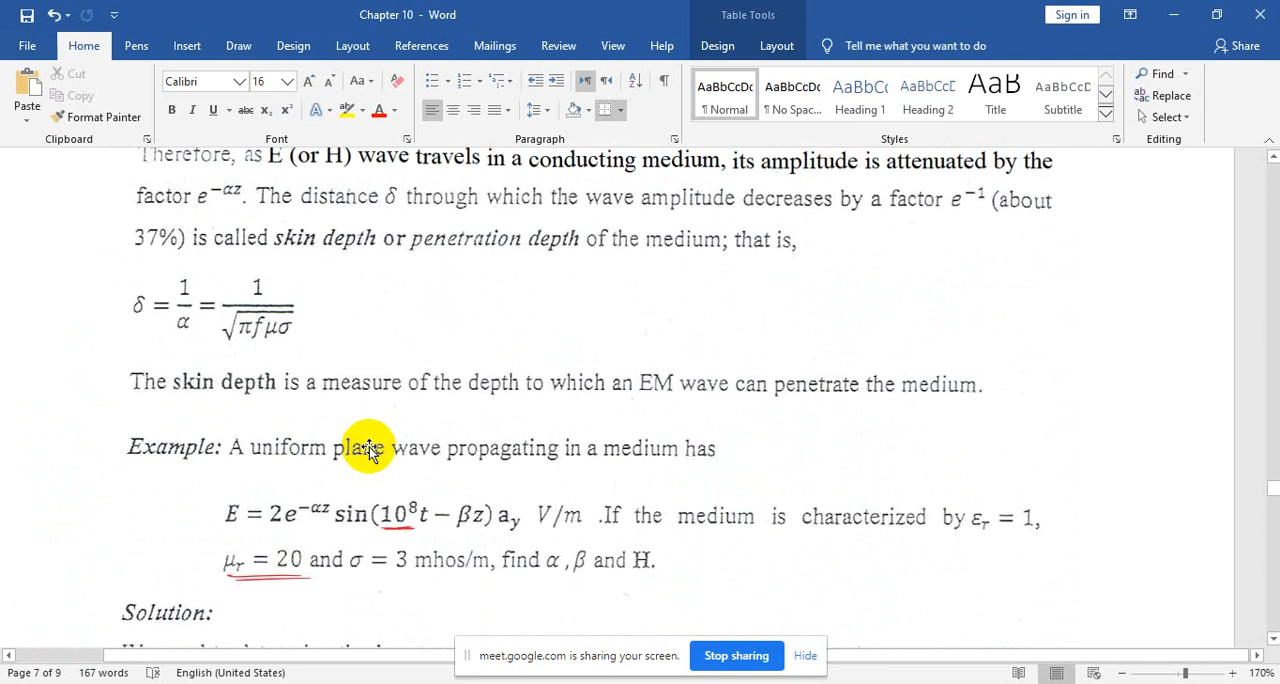 Chapter 10 - Word
Table Tools
Sign in
File Home Pens Insert Draw Design Layout References Mailings Review View Help Design Layout Tell me what you want to do Share
Paste
Cut
Copy
Format Painter
Clipboard
Calibri 16
Font
Paragraph
AaBbCcDc ¶ Normal
AaBbCcDc ¶ No Spac...
AaBbCc Heading 1
AaBbCcD Heading 2
AaB Title
AaBbCcD Subtitle
Styles
Find
Replace
Select
Editing
Therefore, as E (or H) wave travels in a conducting medium, its amplitude is attenuated by the
factor e^{−αz}. The distance δ through which the wave amplitude decreases by a factor e^{−1} (about
37%) is called skin depth or penetration depth of the medium; that is,
δ = 1/α = 1/√(πfμσ)
The skin depth is a measure of the depth to which an EM wave can penetrate the medium.
Example: A uniform plane wave propagating in a medium has
E = 2e^{−αz} sin(10⁸t − βz) a_y V/m .If the medium is characterized by ε_r = 1,
μ_r = 20 and σ = 3 mhos/m, find α ,β and H.
Solution:
meet.google.com is sharing your screen. Stop sharing Hide
Page 7 of 9 167 words English (United States) 170%